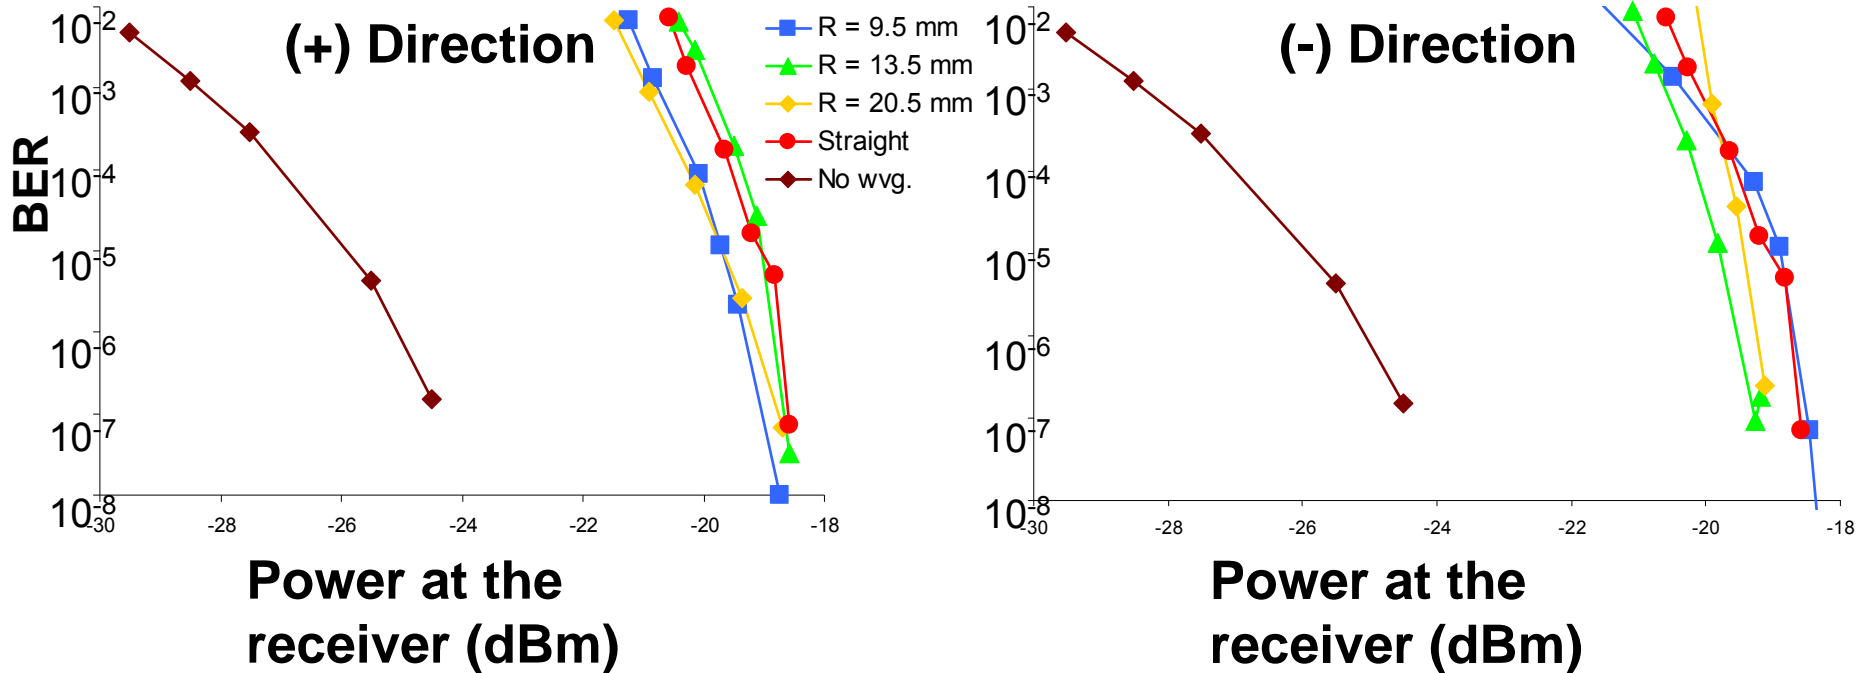 (+) Direction
BER
10-2
10-3
10-4
10-5
10-6
10-7
10-8
-30 -28 -26 -24 -22 -20 -18
Power at the
receiver (dBm)
R = 9.5 mm
R = 13.5 mm
R = 20.5 mm
Straight
No wvg.
(-) Direction
10-2
10-3
10-4
10-5
10-6
10-7
10-8
-30 -28 -26 -24 -22 -20 -18
Power at the
receiver (dBm)